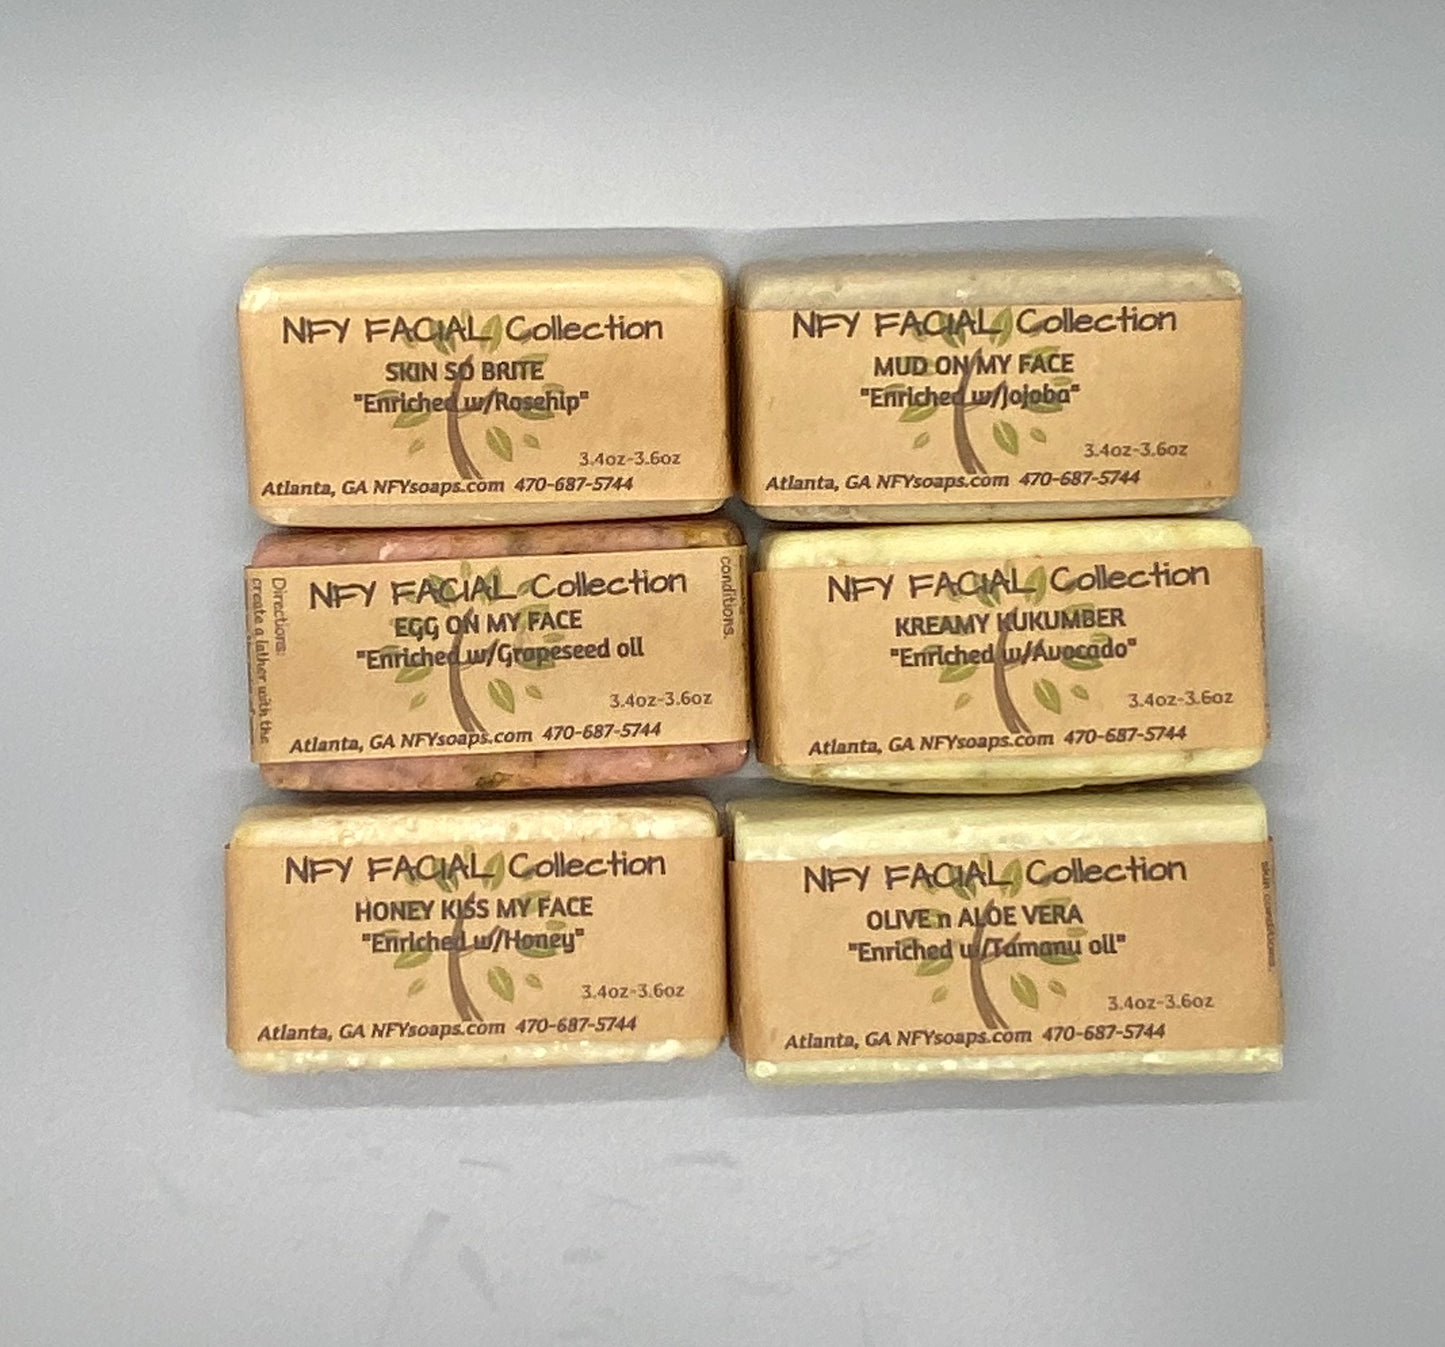 NFY FACIAL Collection
SKIN SO BRITE
"Enriched w/Rosehip"
3.4oz-3.6oz
Atlanta, GA NFYsoaps.com 470-687-5744
NFY FACIAL Collection
MUD ON MY FACE
"Enriched w/Jojoba"
3.4oz-3.6oz
Atlanta, GA NFYsoaps.com 470-687-5744
Directions:
create a lather with the
NFY FACIAL Collection
EGG ON MY FACE
"Enriched w/Grapeseed oil
3.4oz-3.6oz
Atlanta, GA NFYsoaps.com 470-687-5744
conditions.
NFY FACIAL Collection
KREAMY KUKUMBER
"Enriched w/Avocado"
3.4oz-3.6oz
Atlanta, GA NFYsoaps.com 470-687-5744
NFY FACIAL Collection
HONEY KISS MY FACE
"Enriched w/Honey"
3.4oz-3.6oz
Atlanta, GA NFYsoaps.com 470-687-5744
NFY FACIAL Collection
OLIVE n ALOE VERA
"Enriched w/Tamanu oil"
3.4oz-3.6oz
Atlanta, GA NFYsoaps.com 470-687-5744
skin conditions.